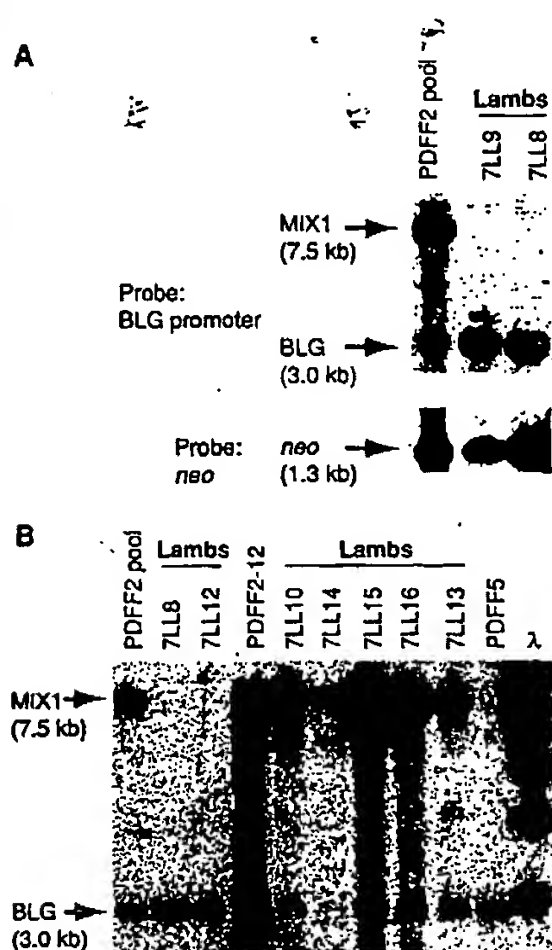 A
PDFF2 pool
Lambs
7LL9
7LL8
MIX1
(7.5 kb)
Probe:
BLG promoter
BLG
(3.0 kb)
Probe:
neo
neo
(1.3 kb)
B
PDFF2 pool
Lambs
7LL8
7LL12
PDFF2-12
Lambs
7LL10
7LL14
7LL15
7LL16
7LL13
PDFF5
λ
MIX1
(7.5 kb)
BLG
(3.0 kb)